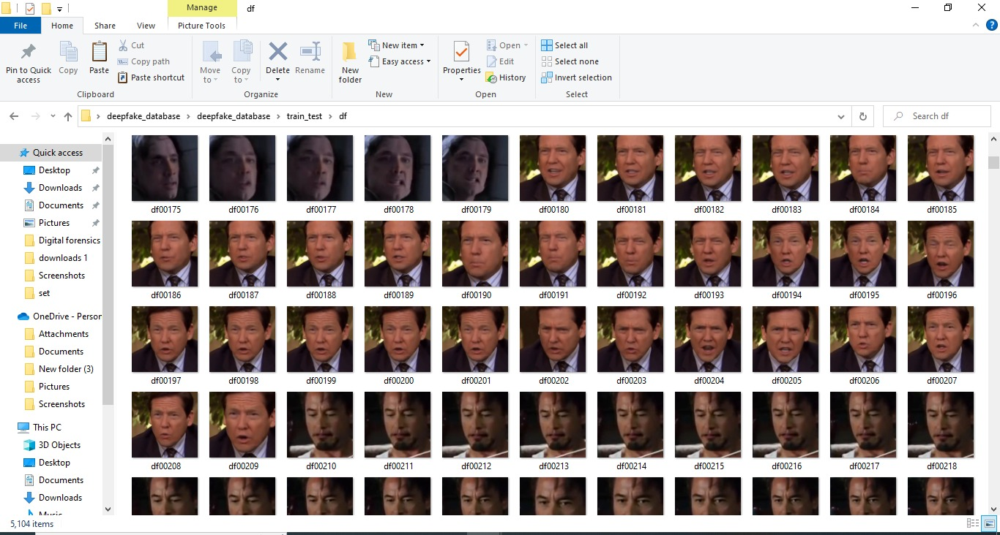 Manage
df
File
Home
Share
View
Picture Tools
Pin to Quick access
Copy
Paste
Cut
Copy path
Paste shortcut
Clipboard
Move to
Copy to
Delete
Rename
Organize
New folder
New item
Easy access
New
Properties
Open
Edit
History
Open
Select all
Select none
Invert selection
Select
deepfake_database > deepfake_database > train_test > df
Search df
Quick access
Desktop
Downloads
Documents
Pictures
Digital forensics
downloads 1
Screenshots
set
OneDrive - Person
Attachments
Documents
New folder (3)
Pictures
Screenshots
This PC
3D Objects
Desktop
Documents
Downloads
Music
df00175 df00176 df00177 df00178 df00179 df00180 df00181 df00182 df00183 df00184 df00185
df00186 df00187 df00188 df00189 df00190 df00191 df00192 df00193 df00194 df00195 df00196
df00197 df00198 df00199 df00200 df00201 df00202 df00203 df00204 df00205 df00206 df00207
df00208 df00209 df00210 df00211 df00212 df00213 df00214 df00215 df00216 df00217 df00218
5,104 items